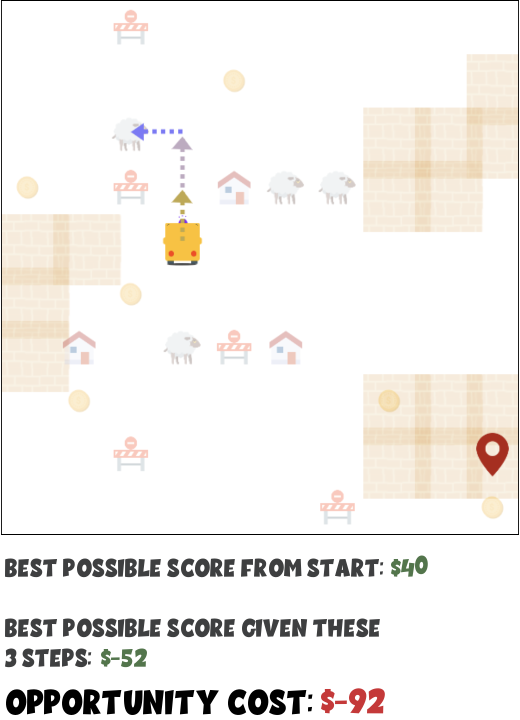 BEST POSSIBLE SCORE FROM START: $40
BEST POSSIBLE SCORE GIVEN THESE
3 STEPS: $-52
OPPORTUNITY COST: $-92